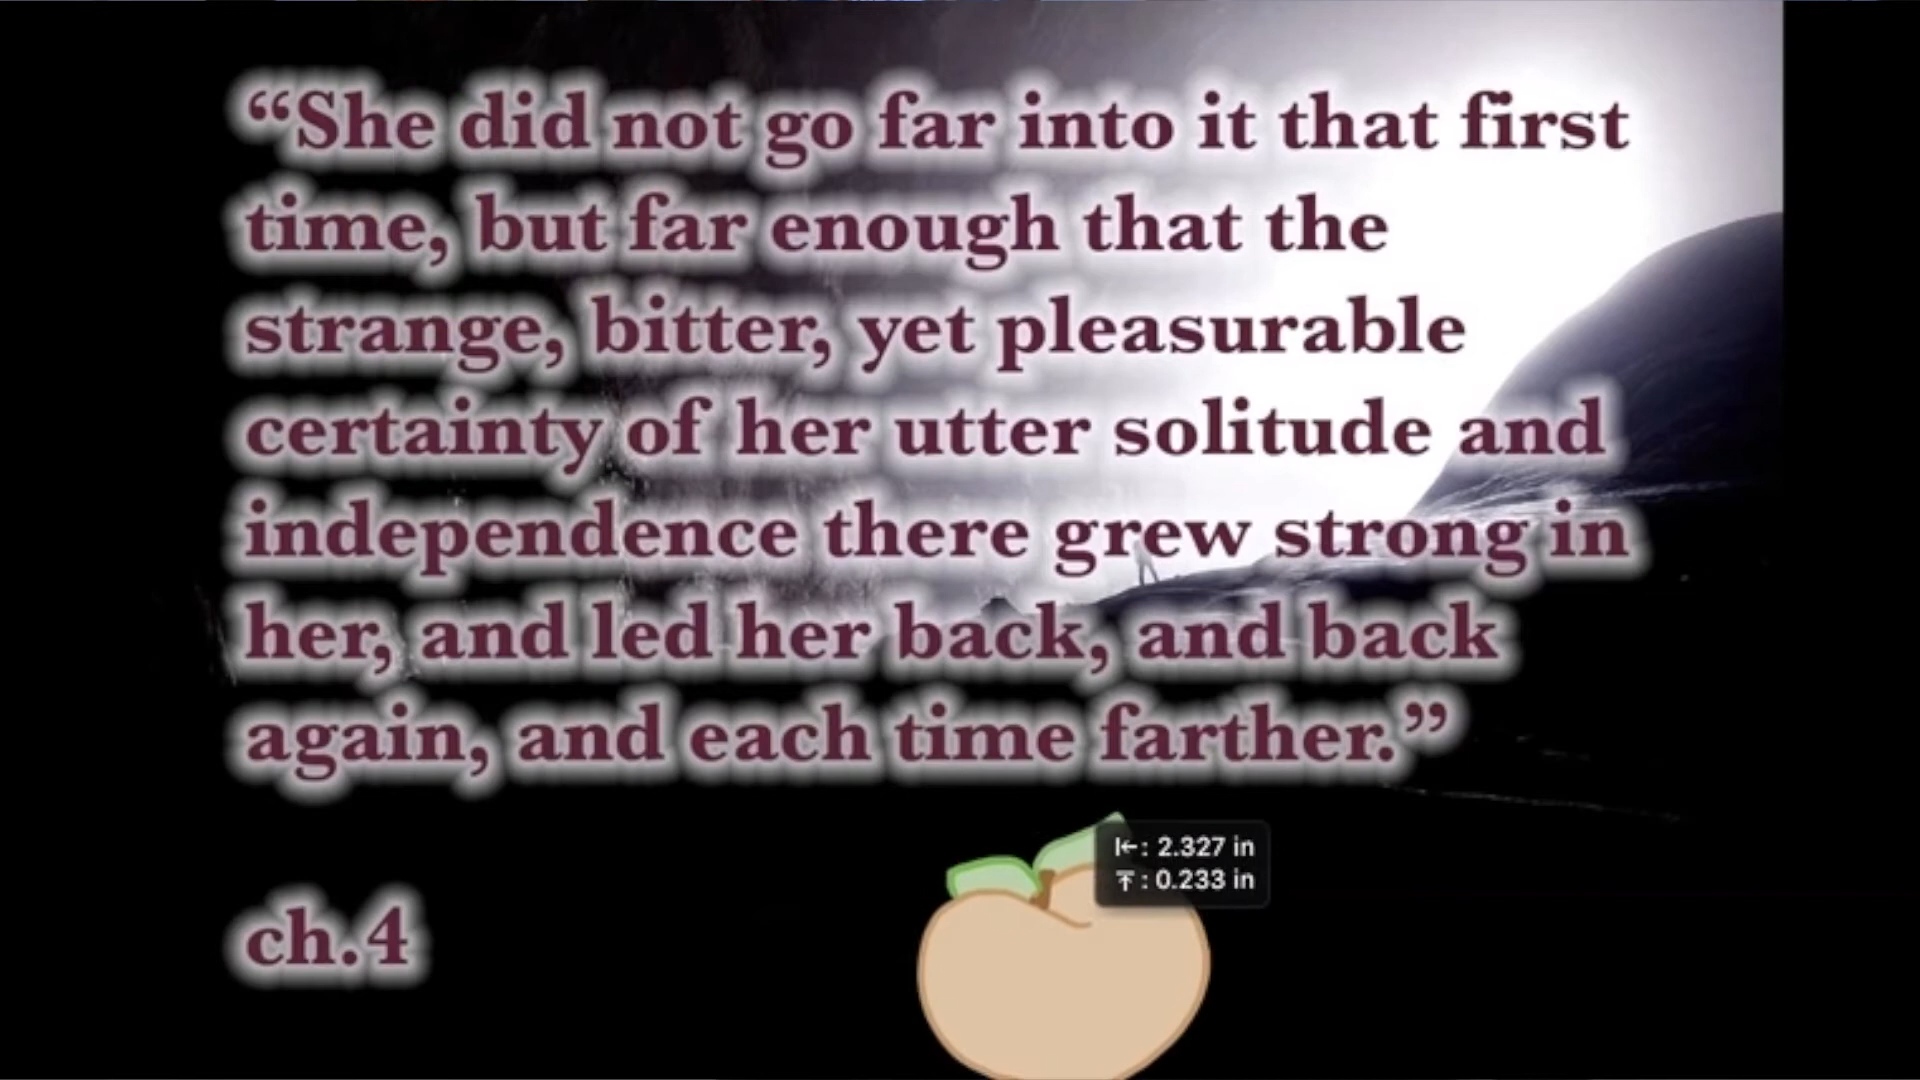 “She did not go far into it that first
time, but far enough that the
strange, bitter, yet pleasurable
certainty of her utter solitude and
independence there grew strong in
her, and led her back, and back
again, and each time farther.”
ch.4
⇤: 2.327 in
⤒: 0.233 in